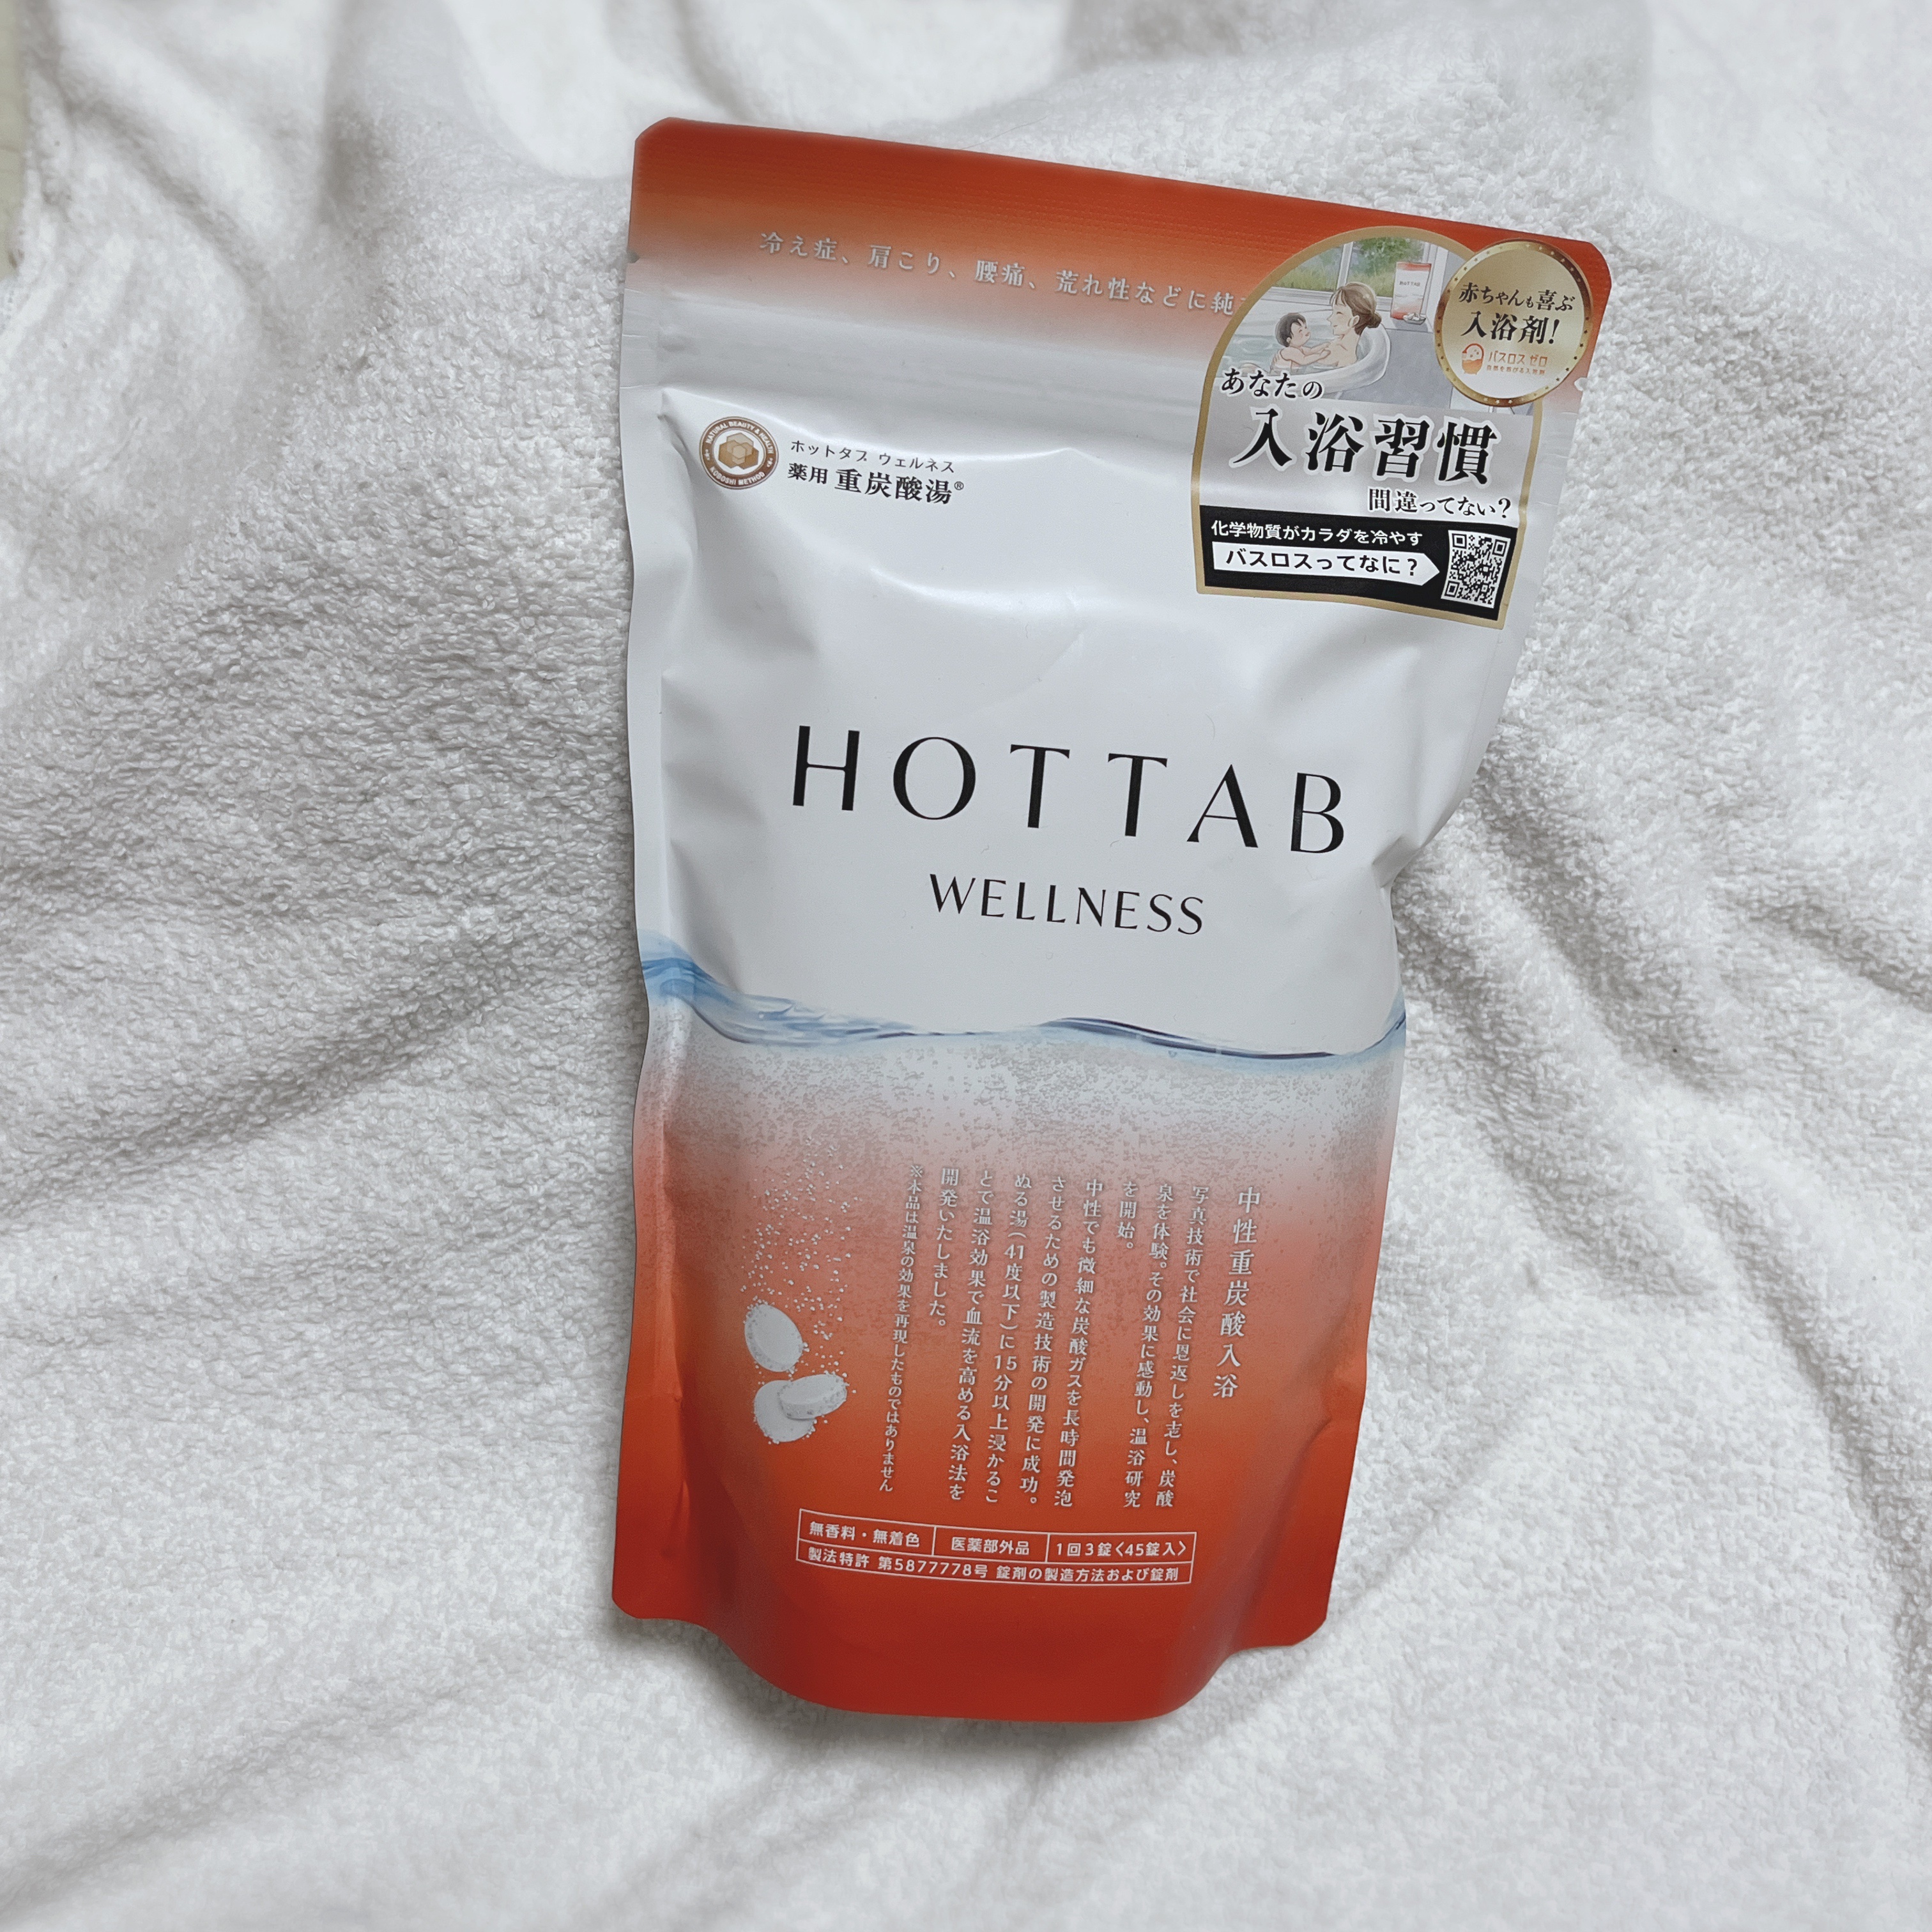 冷え症、肩こり、腰痛、荒れ性などに純
HOT TAB
赤ちゃんも喜ぶ
入浴剤!
バスロス ゼロ
あなたの
入浴習慣
間違ってない?
化学物質がカラダを冷やす
バスロスってなに?
NATURAL BEAUTY & HEALTH
KODOSHI METHOD
ホットタブ ウェルネス
薬用 重炭酸湯®
HOT TAB
WELLNESS
中性重炭酸入浴
写真技術で社会に恩返しを志し、炭酸
泉を体験。その効果に感動し、温浴研究
を開始。
中性でも微細な炭酸ガスを長時間発泡
させるための製造技術の開発に成功。
ぬる湯(41度以下)に15分以上浸かるこ
とで温浴効果で血流を高める入浴法を
開発いたしました。
※本品は温泉の効果を再現したものではありません
無香料・無着色 医薬部外品 1回3錠〈45錠入〉
製法特許 第5877778号 錠剤の製造方法および錠剤